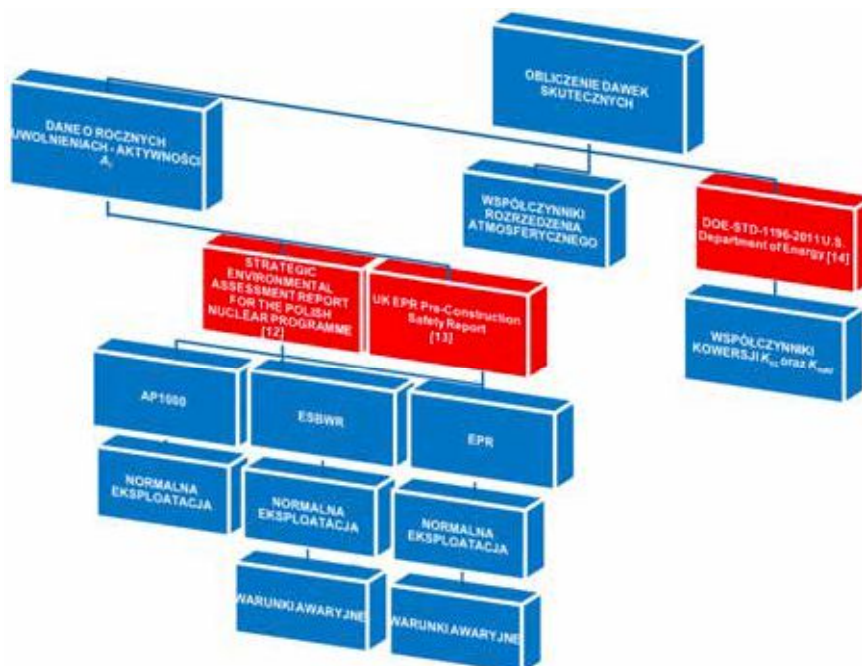 OBLICZENIE DAWEK
SKUTECZNYCH
DANE O ROCZNYCH
UWOLNIENIACH - AKTYWNOŚCI
WSPÓŁCZYNNIKI
ROZRZEDZENIA
ATMOSFERYCZNEGO
DOE-STD-1196-2011 U.S.
Department of Energy [14]
STRATEGIC
ENVIRONMENTAL
ASSESSMENT REPORT
FOR THE POLISH
NUCLEAR PROGRAMME
[12]
UK EPR Pre-Construction
Safety Report
[13]
WSPÓŁCZYNNIKI
KOWERSJI
oraz
AP1000
ESBWR
EPR
NORMALNA
EKSPLOATACJA
NORMALNA
EKSPLOATACJA
NORMALNA
EKSPLOATACJA
WARUNKI AWARYJNE
WARUNKI AWARYJNE